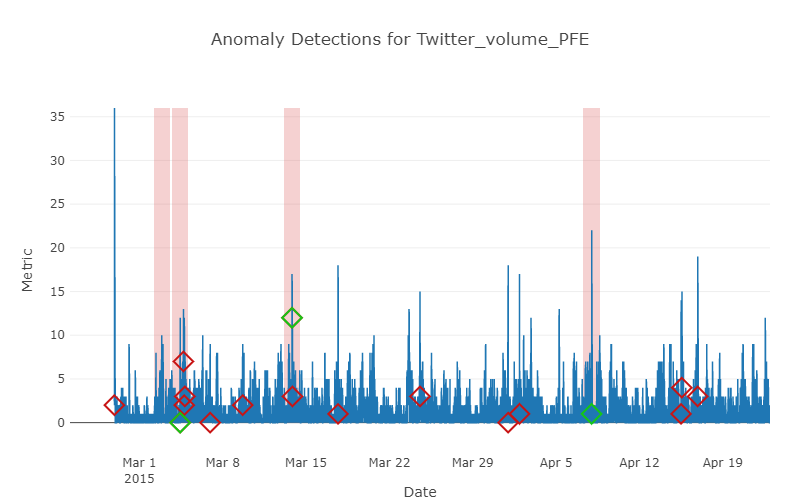 Anomaly Detections for Twitter_volume_PFE
35
30
25
20
15
10
5
0
Metric
Mar 1
2015
Mar 8
Mar 15
Mar 22
Mar 29
Apr 5
Apr 12
Apr 19
Date